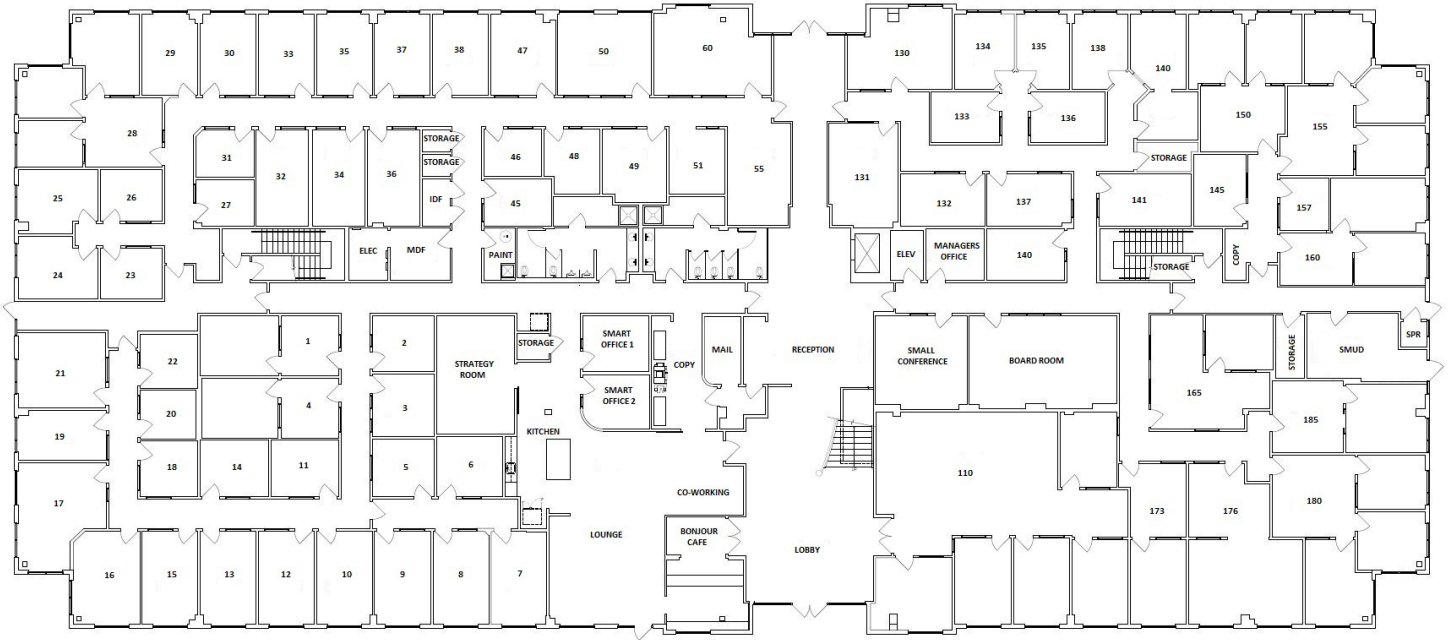 29
30
33
35
37
38
47
50
60
130
134
135
138
140
28
133
136
150
155
31
32
34
36
STORAGE
STORAGE
46
48
49
51
55
131
STORAGE
25
26
27
IDF
45
132
137
141
145
157
24
23
ELEC
MDF
PAINT
ELEV
MANAGERS
OFFICE
140
STORAGE
COPY
160
21
22
1
2
STRATEGY
ROOM
STORAGE
SMART
OFFICE 1
COPY
MAIL
RECEPTION
SMALL
CONFERENCE
BOARD ROOM
STORAGE
SMUD
SPR
20
4
3
SMART
OFFICE 2
165
19
KITCHEN
185
18
14
11
5
6
110
17
CO-WORKING
173
176
180
LOUNGE
BONJOUR
CAFE
LOBBY
16
15
13
12
10
9
8
7